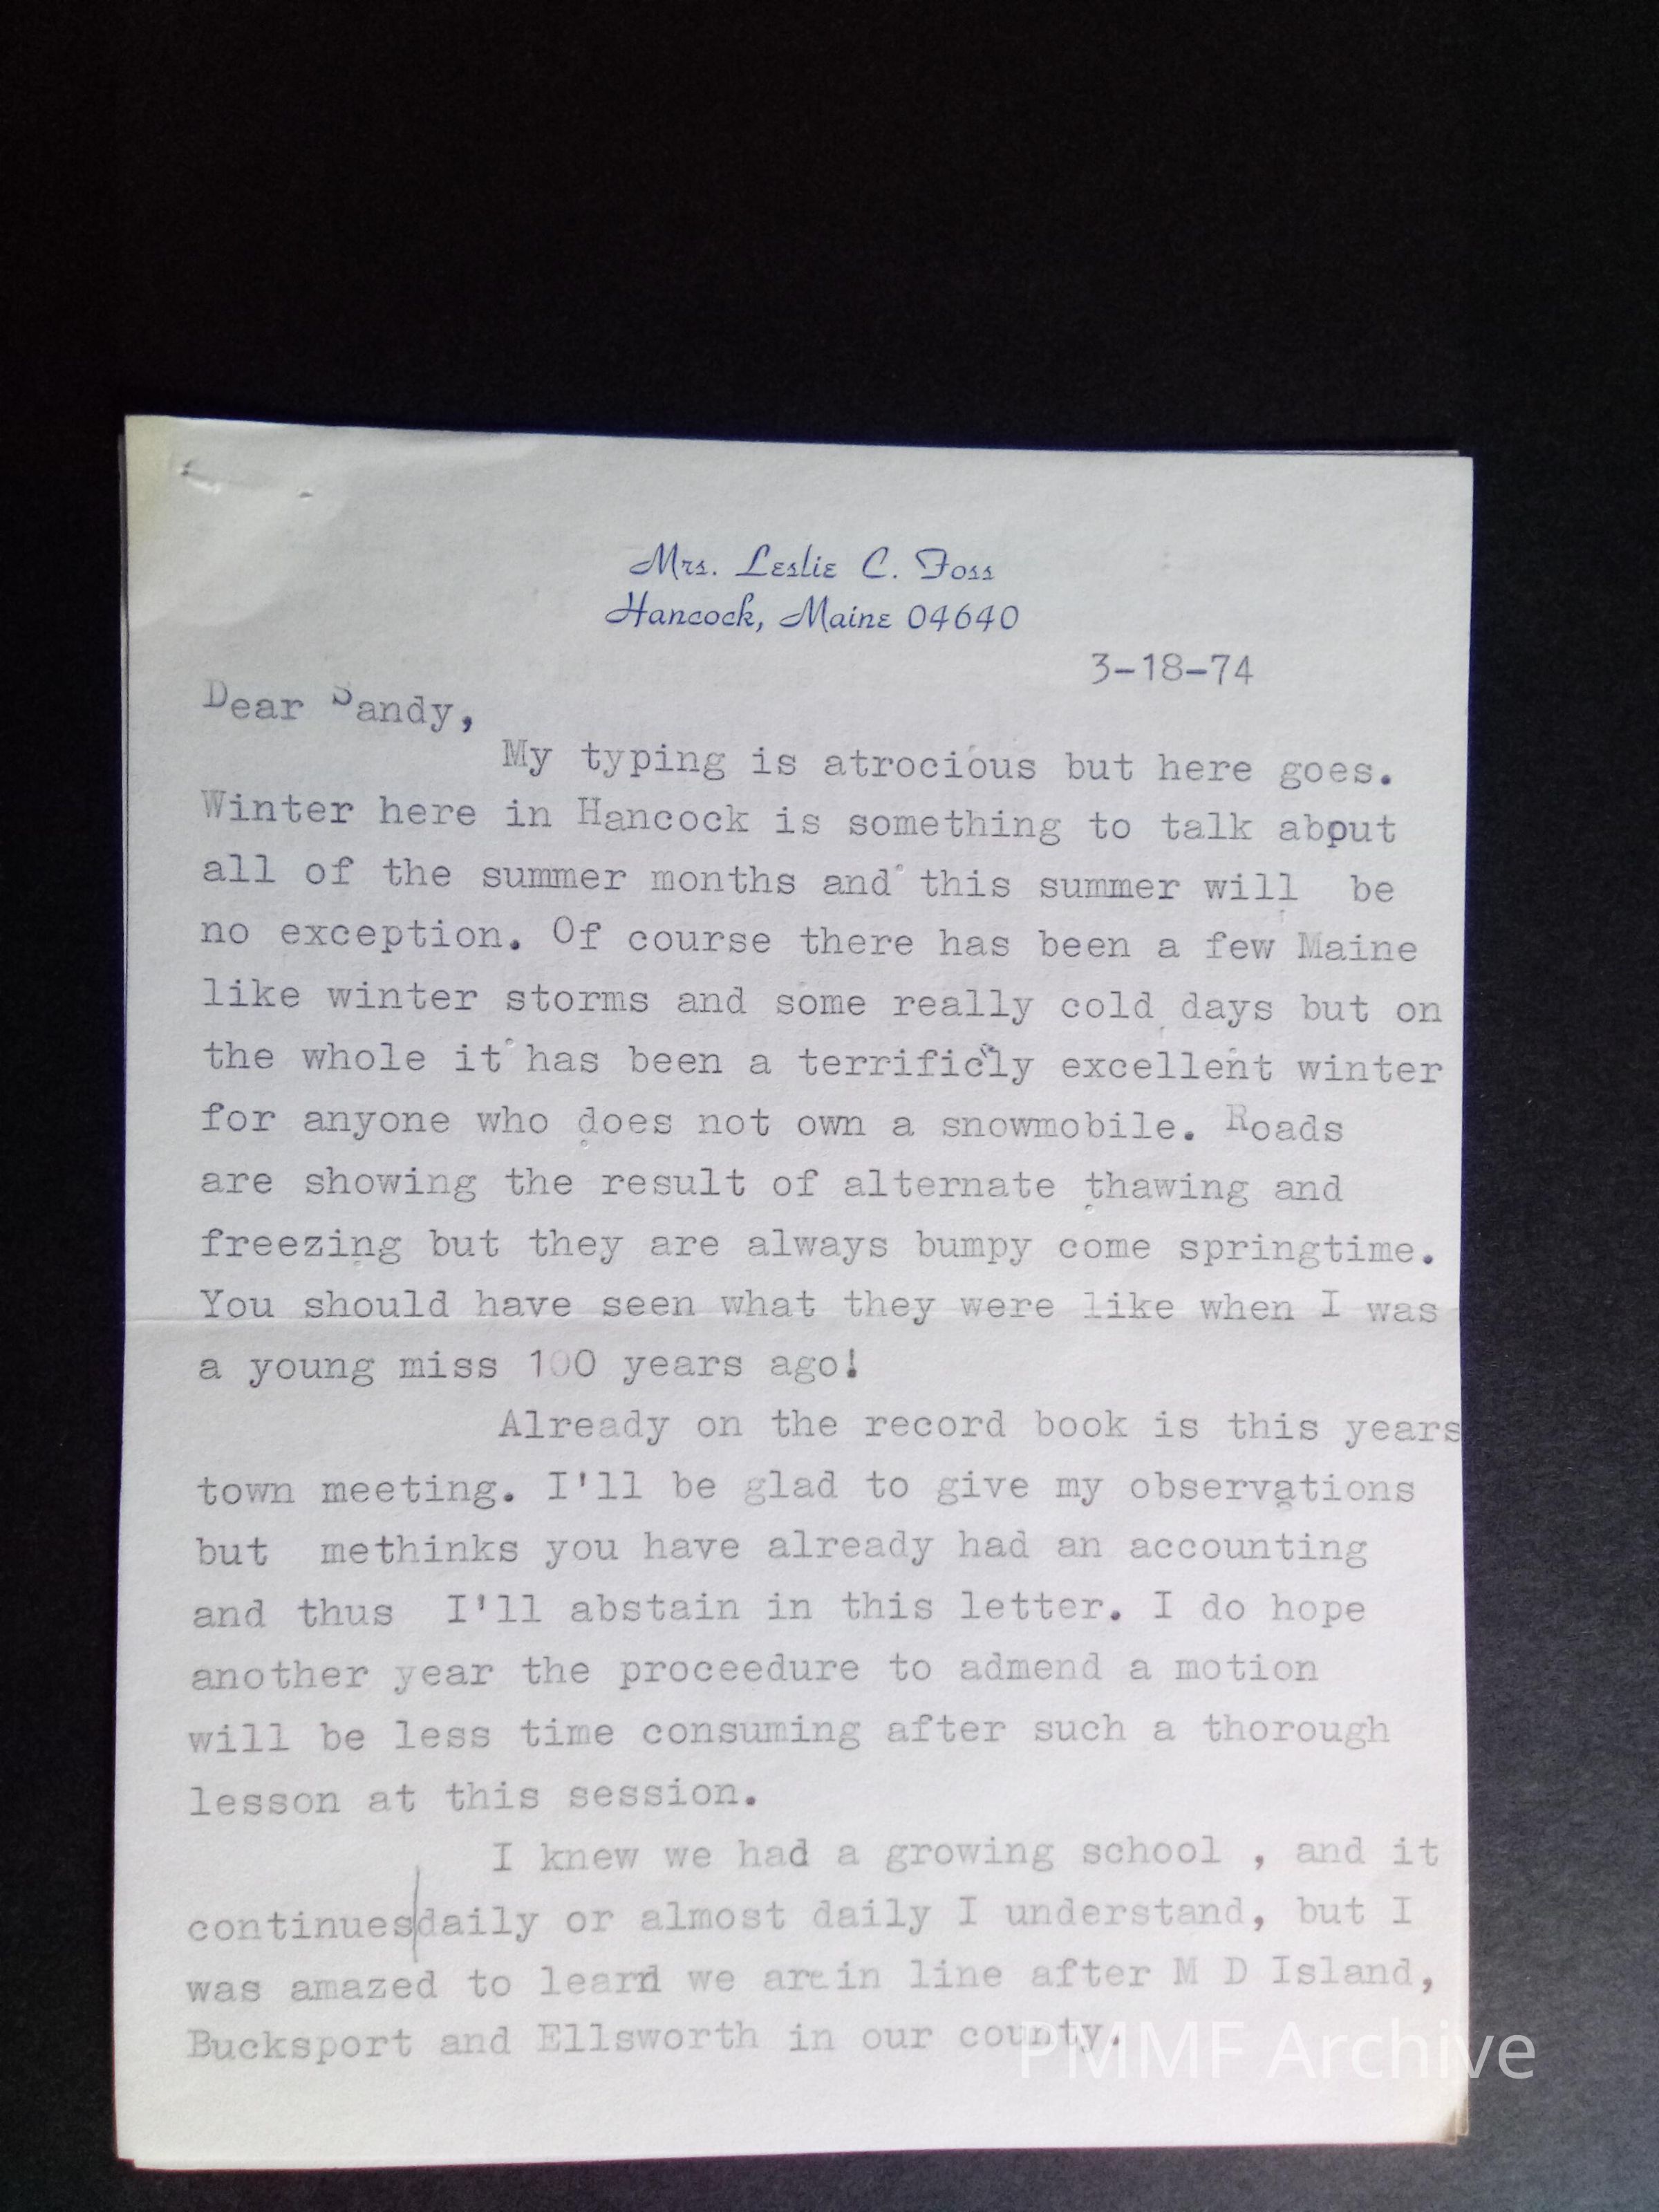 Mrs. Leslie C. Foss
Hancock, Maine 04640
3-18-74
Dear Sandy,
My typing is atrocious but here goes.
Winter here in Hancock is something to talk abput
all of the summer months and this summer will be
no exception. Of course there has been a few Maine
like winter storms and some really cold days but on
the whole it has been a terrificly excellent winter
for anyone who does not own a snowmobile. Roads
are showing the result of alternate thawing and
freezing but they are always bumpy come springtime.
You should have seen what they were like when I was
a young miss 100 years ago!
Already on the record book is this years
town meeting. I'll be glad to give my observations
but methinks you have already had an accounting
and thus I'll abstain in this letter. I do hope
another year the proceedure to admend a motion
will be less time consuming after such a thorough
lesson at this session.
I knew we had a growing school , and it
continues|daily or almost daily I understand, but I
was amazed to learn we are in line after M D Island,
Bucksport and Ellsworth in our county.
PMMF Archive